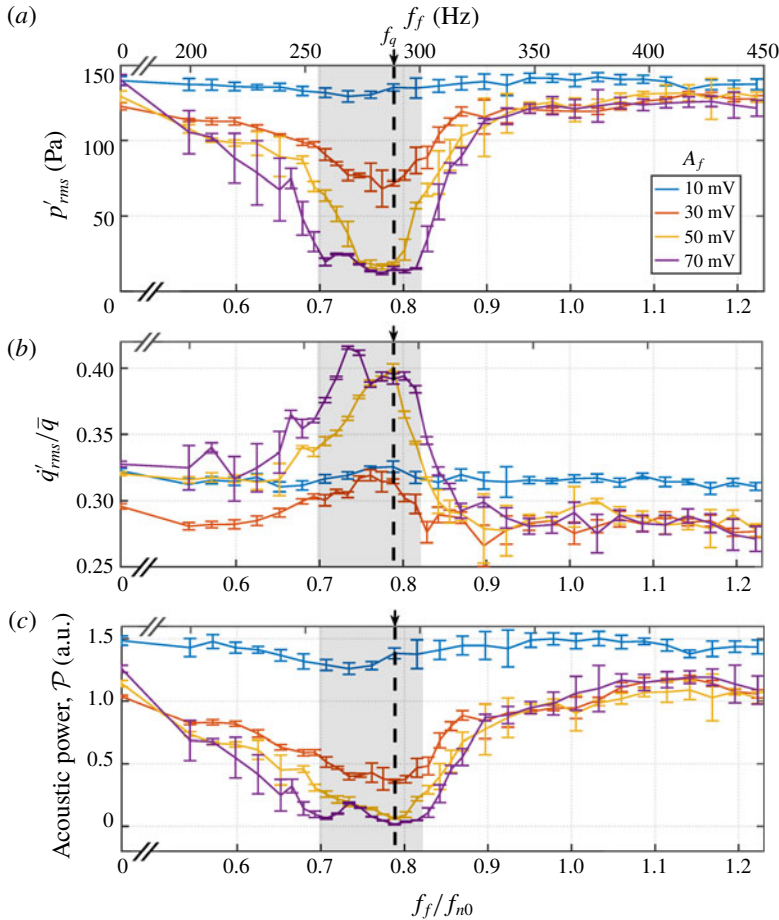 (a)
f_f (Hz)
f_q
0 200 250 300 350 400 450
150
100
50
0
p′_rms (Pa)
A_f
10 mV
30 mV
50 mV
70 mV
0.6 0.7 0.8 0.9 1.0 1.1 1.2
(b)
0.40
0.35
0.30
0.25
q′_rms/q̅
0 0.6 0.7 0.8 0.9 1.0 1.1 1.2
(c)
1.5
1.0
0.5
0
Acoustic power, 𝒫 (a.u.)
0 0.6 0.7 0.8 0.9 1.0 1.1 1.2
f_f/f_n0